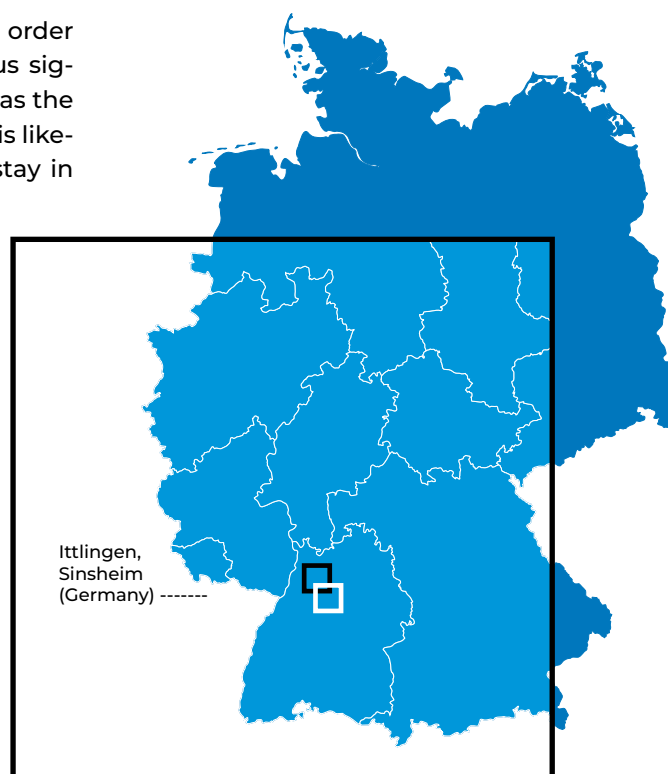 order
us sig-
as the
is like-
stay in
Ittlingen,
Sinsheim
(Germany) -------